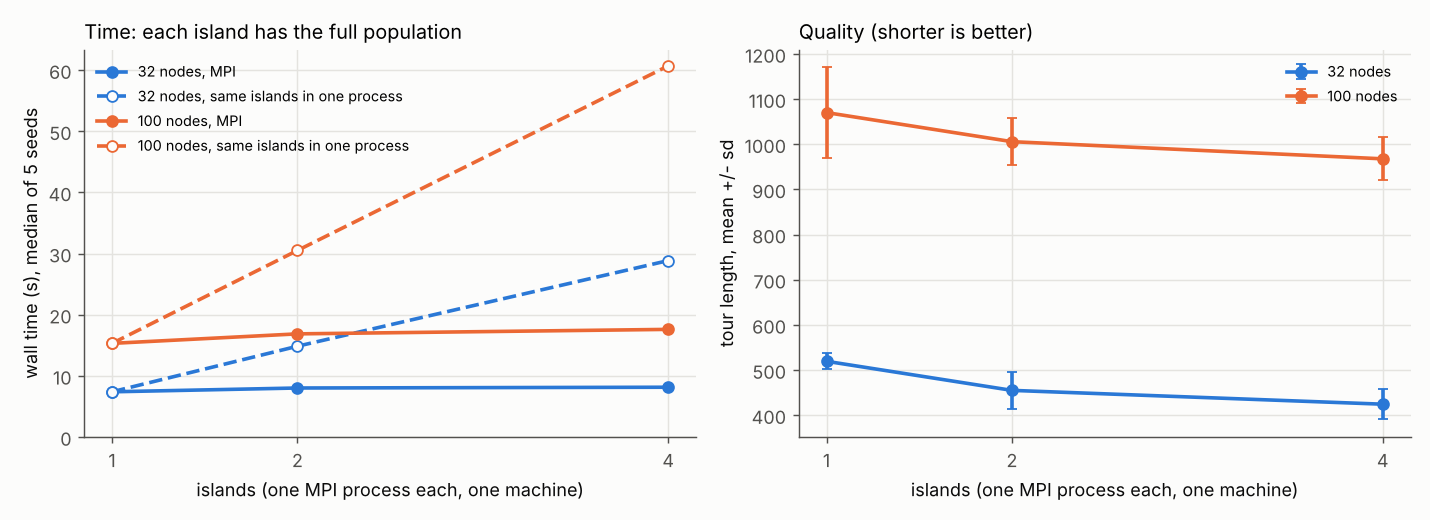 Time: each island has the full population
60
50
40
30
20
10
0
wall time (s), median of 5 seeds
32 nodes, MPI
32 nodes, same islands in one process
100 nodes, MPI
100 nodes, same islands in one process
1
2
4
islands (one MPI process each, one machine)
Quality (shorter is better)
1200
1100
1000
900
800
700
600
500
400
tour length, mean +/- sd
32 nodes
100 nodes
1
2
4
islands (one MPI process each, one machine)